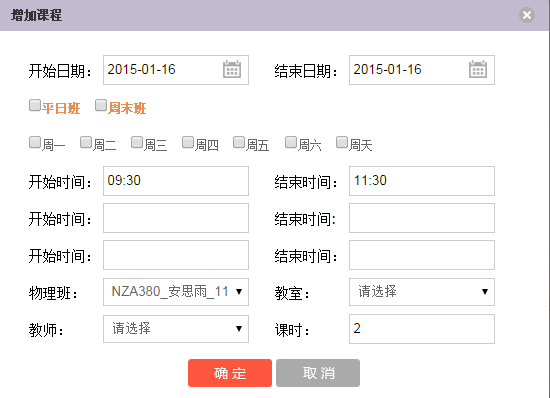 增加课程
开始日期： 2015-01-16 结束日期： 2015-01-16
平日班 周末班
周一 周二 周三 周四 周五 周六 周天
开始时间： 09:30 结束时间： 11:30
开始时间： 结束时间：
开始时间： 结束时间：
物理班： NZA380_安思雨_11 教室： 请选择
教师： 请选择 课时： 2
确 定 取 消